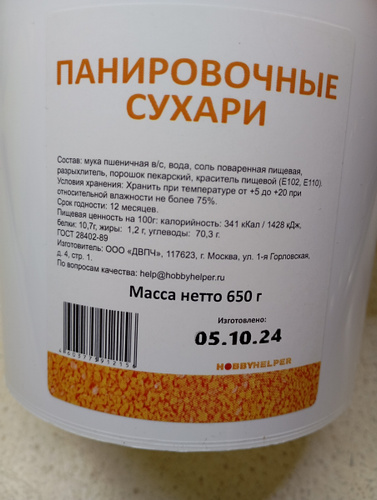 ПАНИРОВОЧНЫЕ
СУХАРИ
Состав: мука пшеничная в/с, вода, соль поваренная пищевая,
разрыхлитель, порошок пекарский, краситель пищевой (Е102, Е110)
Условия хранения: Хранить при температуре от +5 до +20 при
относительной влажности не более 75%.
Срок годности: 12 месяцев.
Пищевая ценность на 100г: калорийность: 341 кКал / 1428 кДж,
белки: 10,7г, жиры: 1,2 г, углеводы: 70,3 г.
ГОСТ 28402-89
Изготовитель: ООО «ДВПЧ», 117623, г. Москва, ул. 1-я Горловская,
д. 4, стр. 1.
По вопросам качества: help@hobbyhelper.ru
Масса нетто 650 г
Изготовлено:
05.10.24
HOBBYHELPER